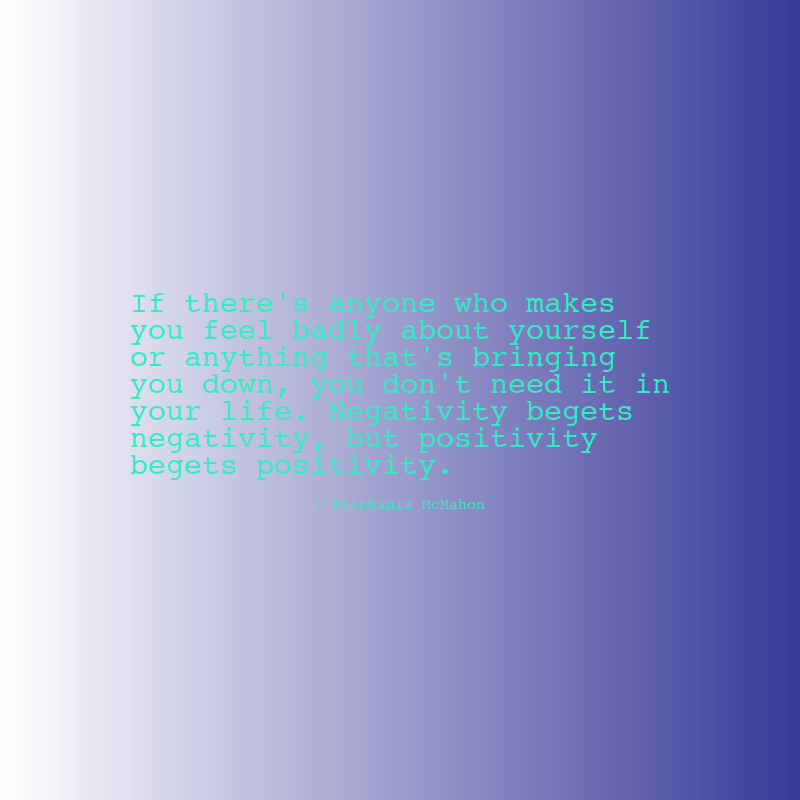 If there's anyone who makes
you feel badly about yourself
or anything that's bringing
you down, you don't need it in
your life. Negativity begets
negativity, but positivity
begets positivity.
- Stephanie McMahon